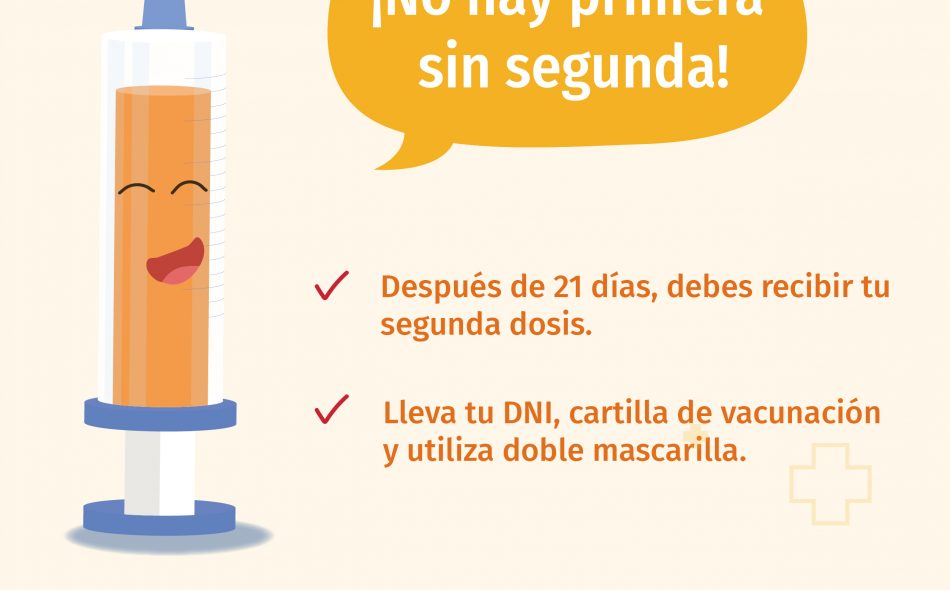 ¡No hay primera
sin segunda!
Después de 21 días, debes recibir tu
segunda dosis.
Lleva tu DNI, cartilla de vacunación
y utiliza doble mascarilla.